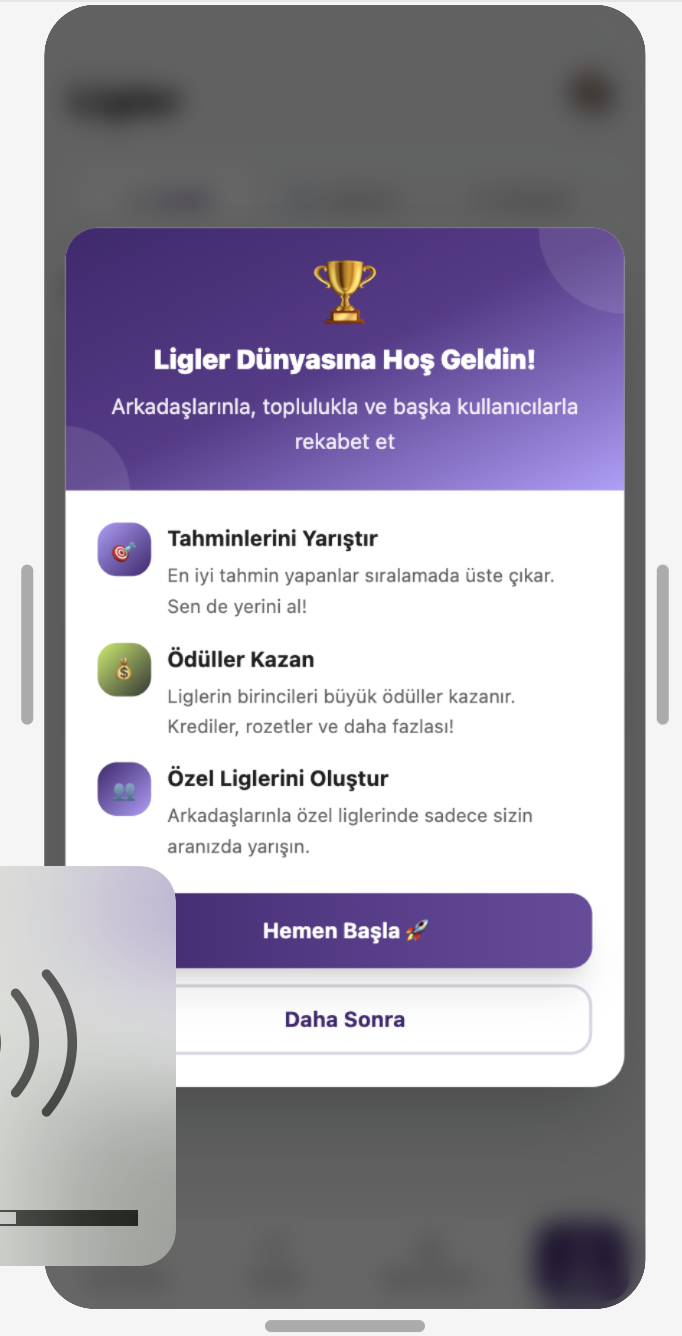 Ligler Dünyasına Hoş Geldin!
Arkadaşlarınla, toplulukla ve başka kullanıcılarla
rekabet et
Tahminlerini Yarıştır
En iyi tahmin yapanlar sıralamada üste çıkar.
Sen de yerini al!
Ödüller Kazan
Liglerin birincileri büyük ödüller kazanır.
Krediler, rozetler ve daha fazlası!
Özel Liglerini Oluştur
Arkadaşlarınla özel liglerinde sadece sizin
aranızda yarışın.
Hemen Başla 🚀
Daha Sonra